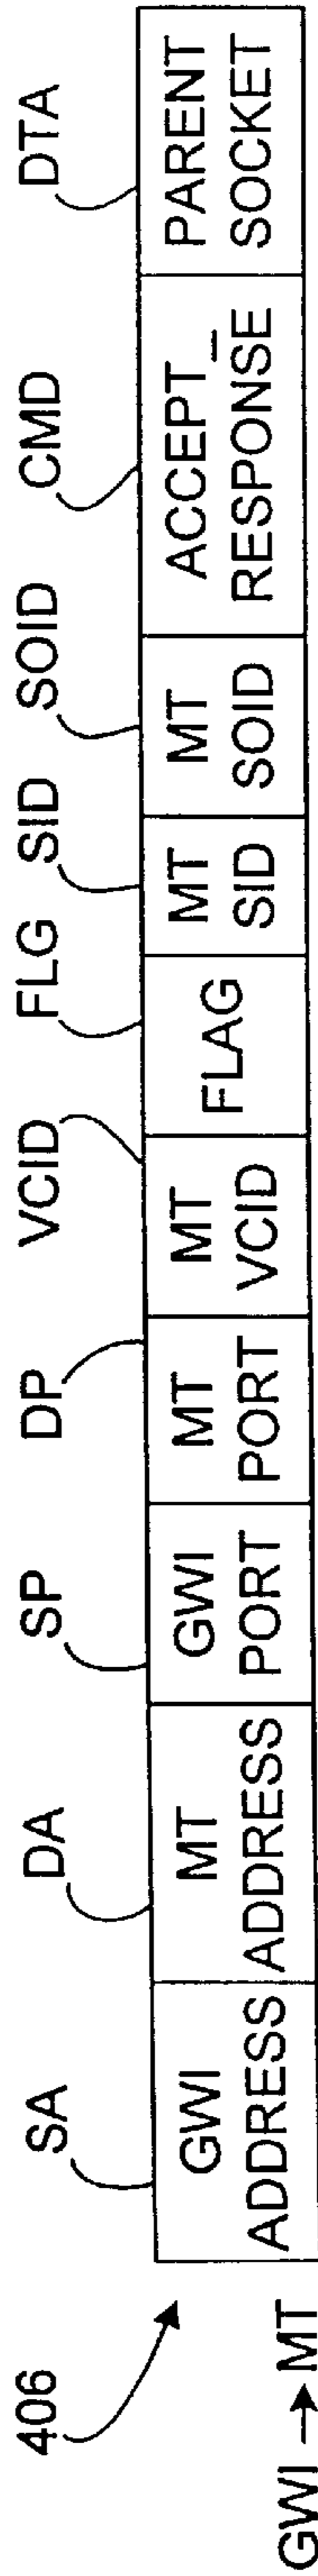 406
SA
DA
SP
DP
VCID
FLG
SID
SOID
CMD
DTA
GWI
ADDRESS
MT
ADDRESS
GWI
PORT
MT
PORT
MT
VCID
FLAG
MT
SID
MT
SOID
ACCEPT_
RESPONSE
PARENT
SOCKET
GWI → MT